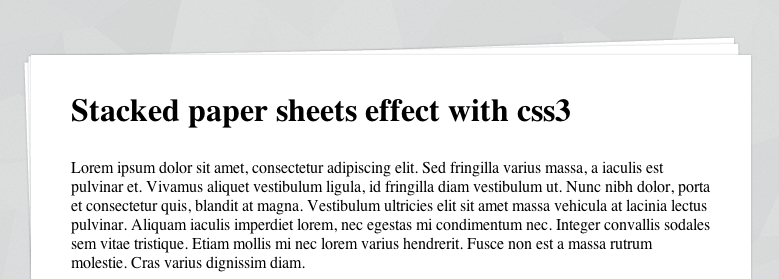 Stacked paper sheets effect with css3
Lorem ipsum dolor sit amet, consectetur adipiscing elit. Sed fringilla varius massa, a iaculis est
pulvinar et. Vivamus aliquet vestibulum ligula, id fringilla diam vestibulum ut. Nunc nibh dolor, porta
et consectetur quis, blandit at magna. Vestibulum ultricies elit sit amet massa vehicula at lacinia lectus
pulvinar. Aliquam iaculis imperdiet lorem, nec egestas mi condimentum nec. Integer convallis sodales
sem vitae tristique. Etiam mollis mi nec lorem varius hendrerit. Fusce non est a massa rutrum
molestie. Cras varius dignissim diam.